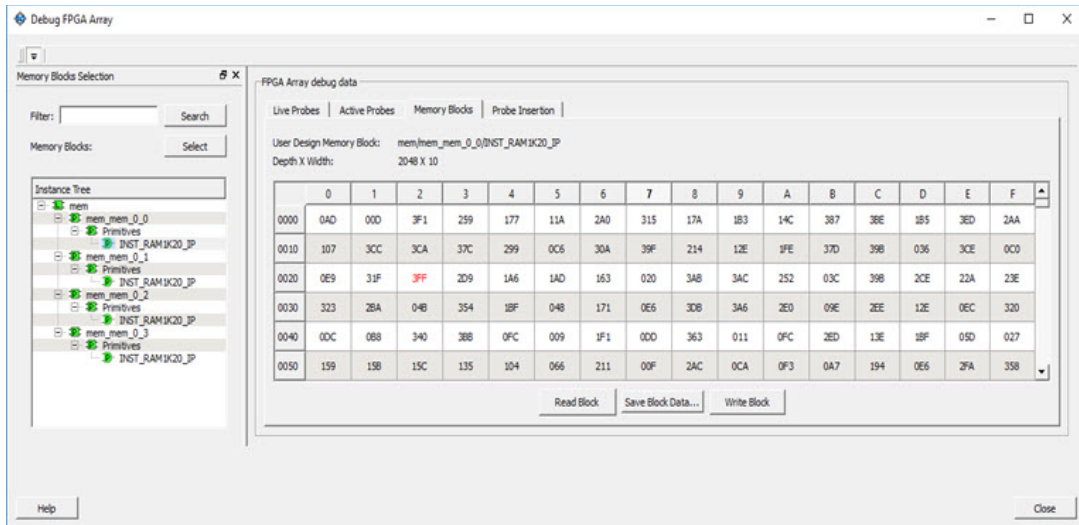 Debug FPGA Array
Memory Blocks Selection
Filter: Search
Memory Blocks: Select
Instance Tree
mem
mem_mem_0_0
Primitives
INST_RAM1K20_IP
mem_mem_0_1
Primitives
INST_RAM1K20_IP
mem_mem_0_2
Primitives
INST_RAM1K20_IP
mem_mem_0_3
Primitives
INST_RAM1K20_IP
FPGA Array debug data
Live Probes Active Probes Memory Blocks Probe Insertion
User Design Memory Block: mem/mem_mem_0_0/INST_RAM1K20_IP
Depth X Width: 2048 X 10
0 1 2 3 4 5 6 7 8 9 A B C D E F
0000 0AD 00D 3F1 259 177 11A 2A0 315 17A 1B3 14C 387 3BE 1B5 3ED 2AA
0010 107 3CC 3CA 37C 299 0C6 30A 39F 214 12E 1FE 37D 398 036 3CE 0C0
0020 0E9 31F 3FF 2D9 1A6 1AD 163 020 3AB 3AC 252 03C 398 2CE 22A 23E
0030 323 2BA 04B 354 1BF 048 171 0E6 3DB 3A6 2E0 09E 2EE 12E 0EC 320
0040 0DC 0B8 340 3BB 0FC 009 1F1 0DD 363 011 0FC 2ED 13E 1BF 05D 027
0050 159 15B 15C 135 104 066 211 00F 2AC 0CA 0F3 0A7 194 0E6 2FA 358
Read Block Save Block Data... Write Block
Help Close